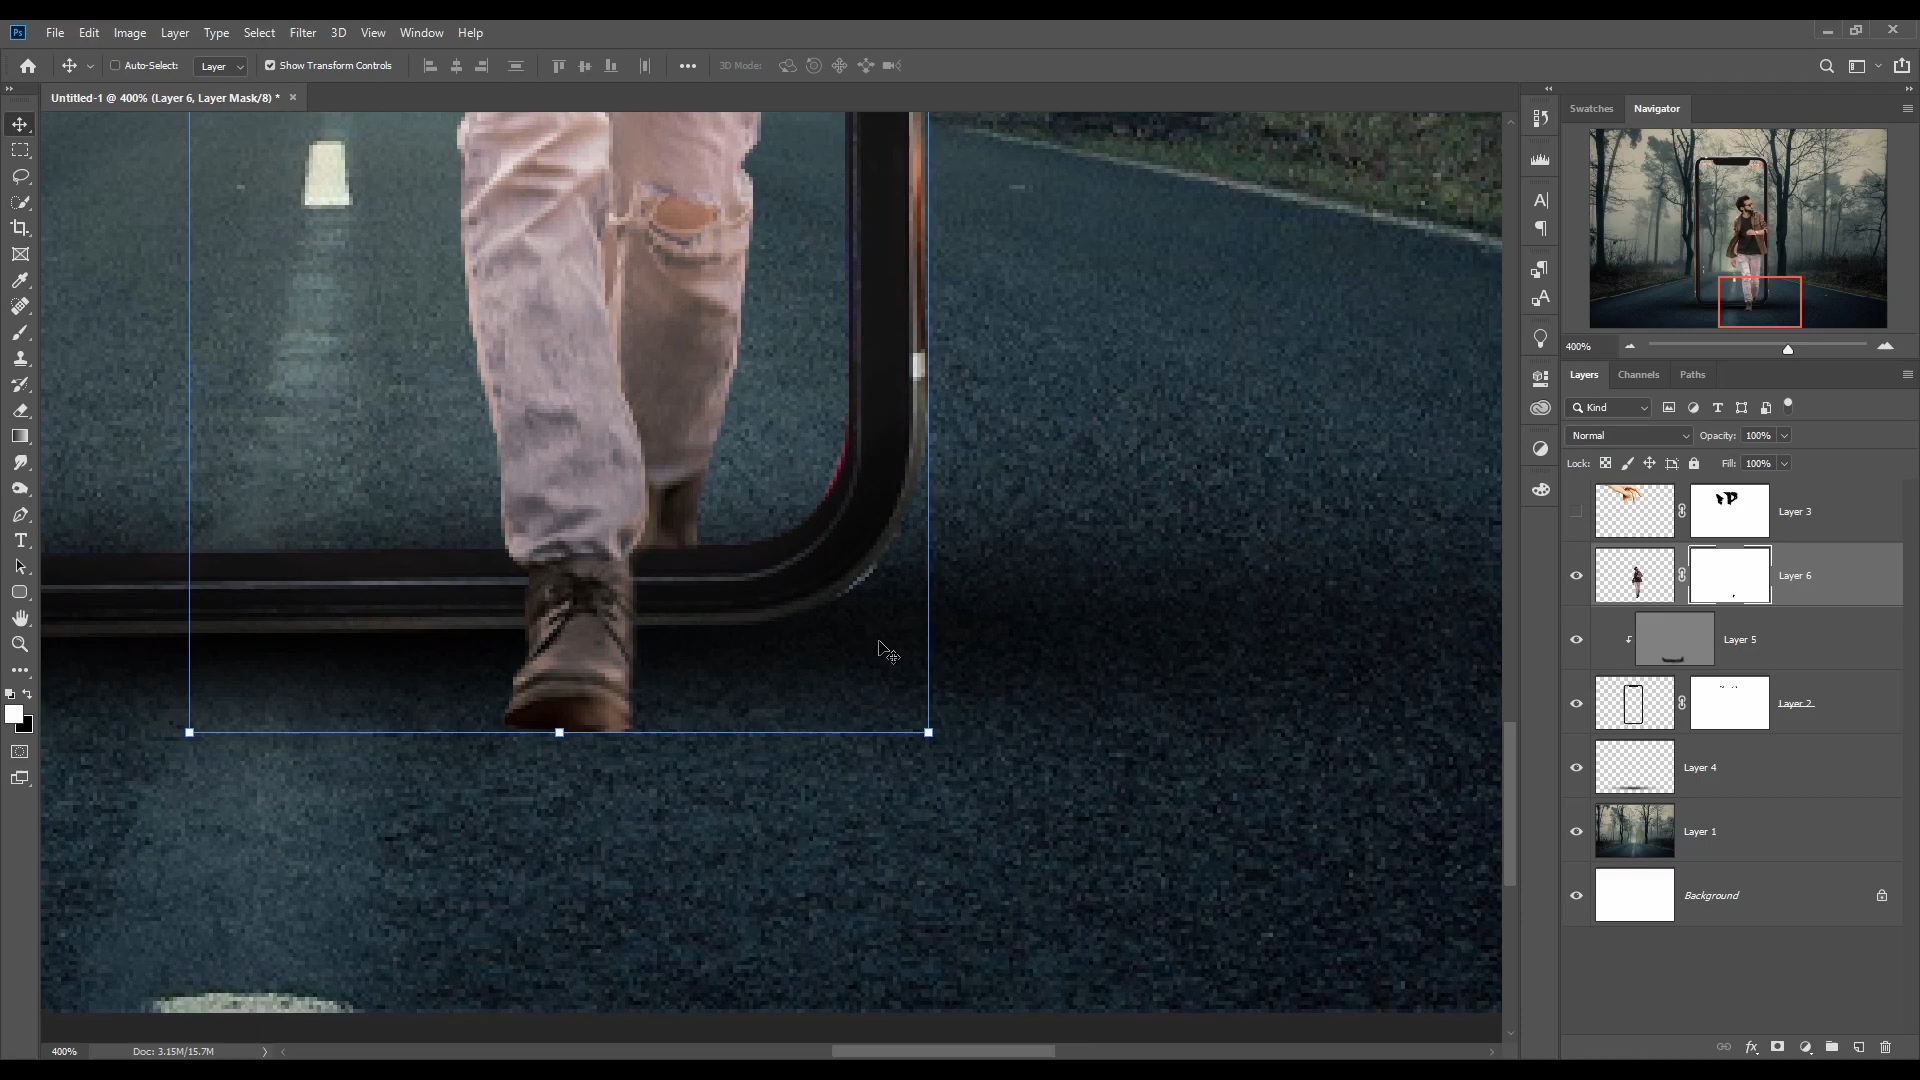 Ps File Edit Image Layer Type Select Filter 3D View Window Help
Auto-Select: Layer Show Transform Controls 3D Mode:
Untitled-1 @ 400% (Layer 6, Layer Mask/8) *
Swatches Navigator
400%
Layers Channels Paths
Kind
Normal Opacity: 100%
Lock: Fill: 100%
Layer 3
Layer 6
Layer 5
Layer 2
Layer 4
Layer 1
Background
400% Doc: 3.15M/15.7M